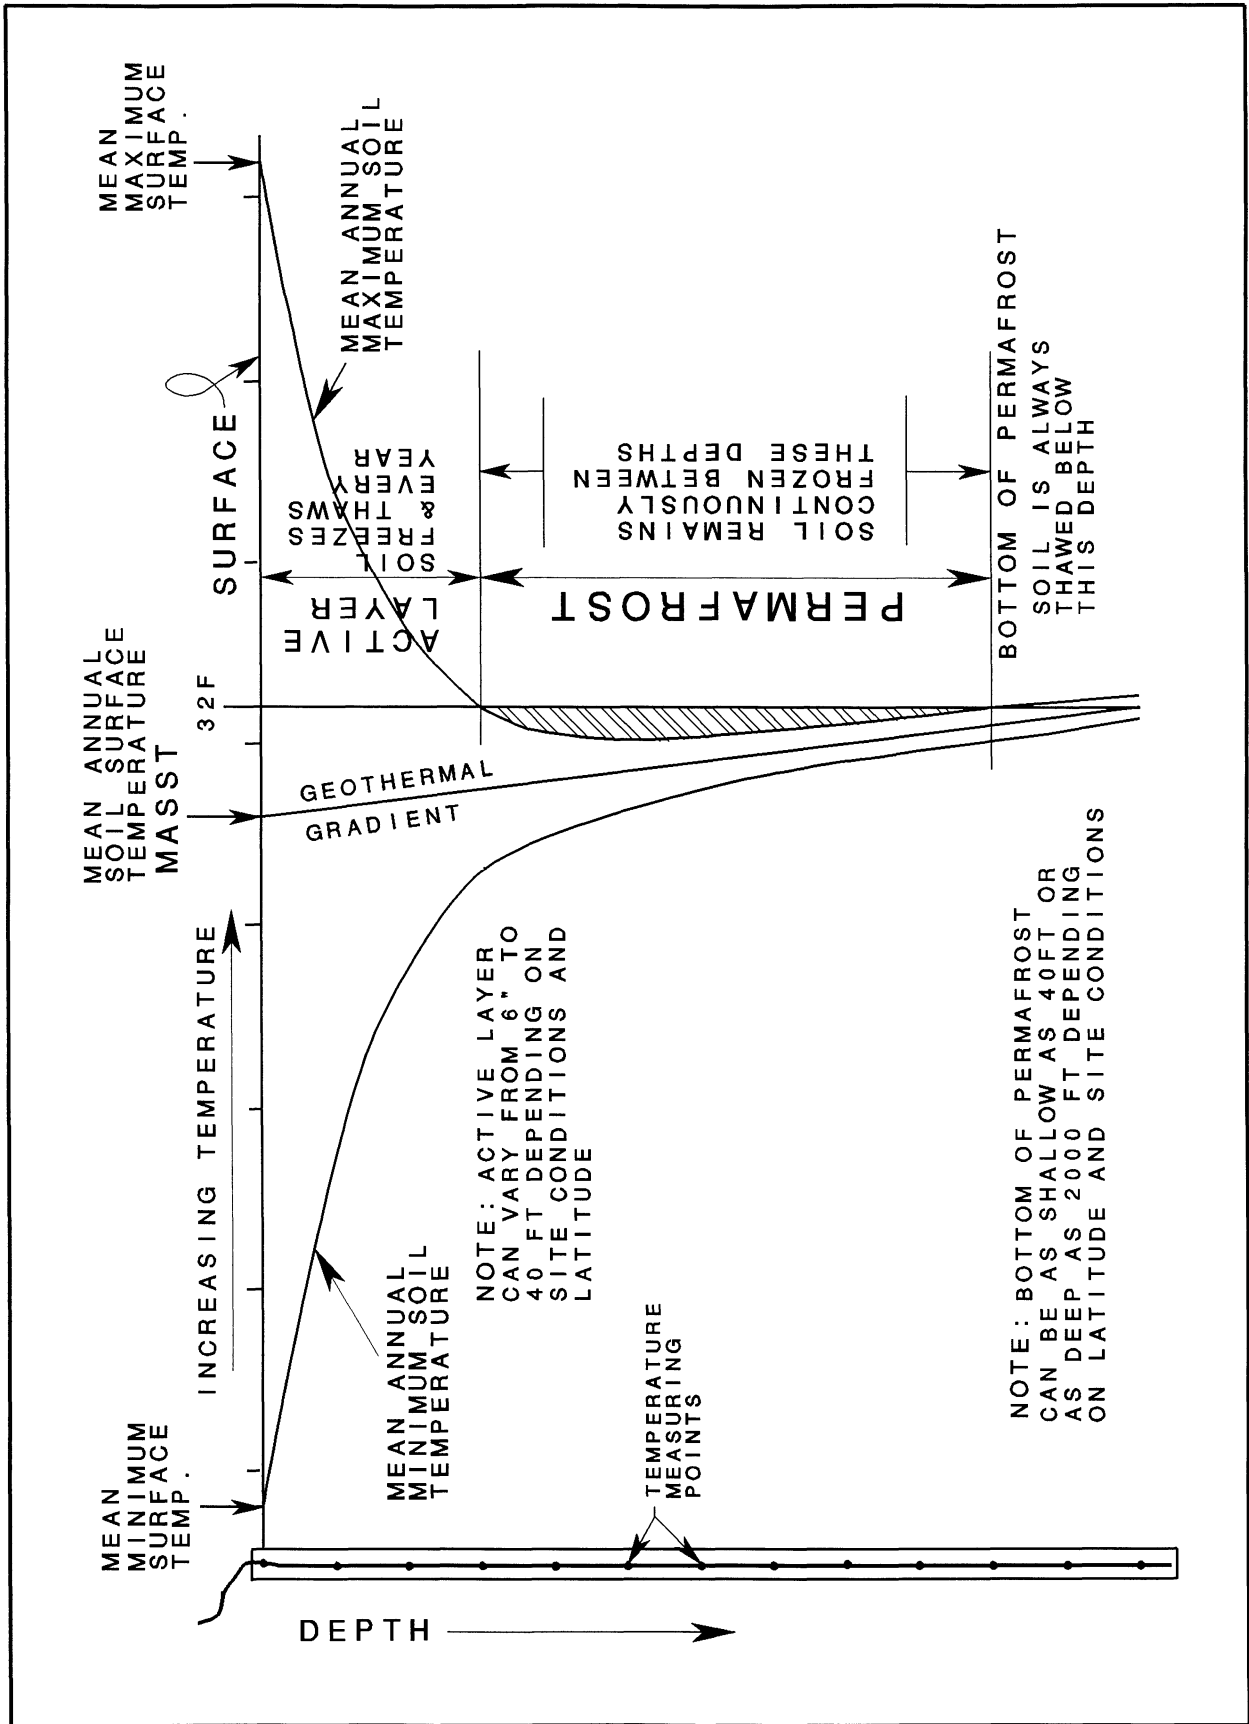 MEAN
MINIMUM
SURFACE
TEMP.
INCREASING TEMPERATURE
MEAN ANNUAL
SOIL SURFACE
TEMPERATURE
MASST
32F
SURFACE
MEAN
MAXIMUM
SURFACE
TEMP.
DEPTH
MEAN ANNUAL
MINIMUM SOIL
TEMPERATURE
GEOTHERMAL
GRADIENT
ACTIVE
LAYER
SOIL
FREEZES
& THAWS
EVERY
YEAR
MEAN ANNUAL
MAXIMUM SOIL
TEMPERATURE
NOTE: ACTIVE LAYER
CAN VARY FROM 6" TO
40 FT DEPENDING ON
SITE CONDITIONS AND
LATITUDE
PERMAFROST
SOIL REMAINS
CONTINUOUSLY
FROZEN BETWEEN
THESE DEPTHS
TEMPERATURE
MEASURING
POINTS
BOTTOM OF PERMAFROST
SOIL IS ALWAYS
THAWED BELOW
THIS DEPTH
NOTE: BOTTOM OF PERMAFROST
CAN BE AS SHALLOW AS 40FT OR
AS DEEP AS 2000 FT DEPENDING
ON LATITUDE AND SITE CONDITIONS